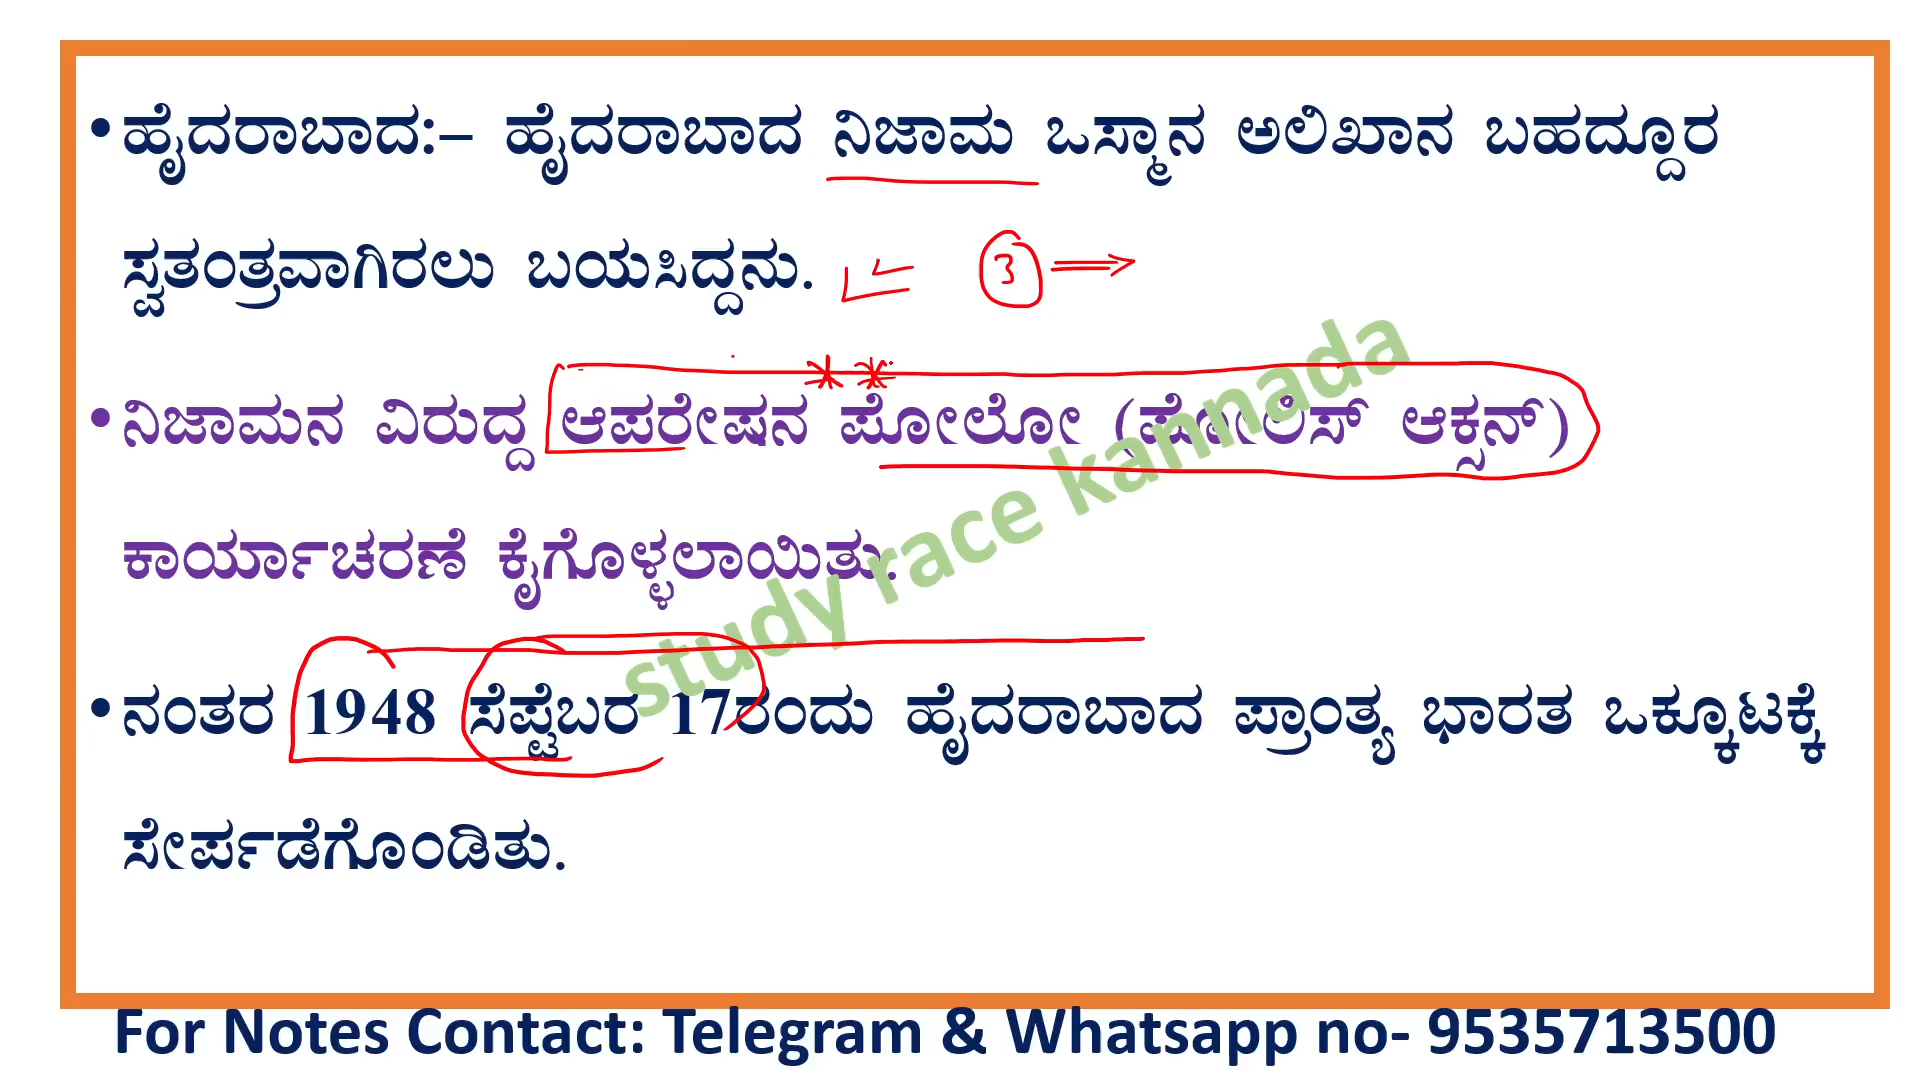 •ಹೈದರಾಬಾದ:– ಹೈದರಾಬಾದ ನಿಜಾಮ ಒಸ್ಮಾನ ಅಲಿಖಾನ ಬಹದ್ದೂರ
ಸ್ವತಂತ್ರವಾಗಿರಲು ಬಯಸಿದ್ದನು. 3
•ನಿಜಾಮನ ವಿರುದ್ದ ಆಪರೇಷನ ಪೋಲೋ (ಪೋಲಿಸ್ ಆಕ್ಸನ್)
ಕಾರ್ಯಾಚರಣೆ ಕೈಗೊಳ್ಳಲಾಯಿತು.
study race kannada
•ನಂತರ 1948 ಸೆಪ್ಟೆಬರ 17ರಂದು ಹೈದರಾಬಾದ ಪ್ರಾಂತ್ಯ ಭಾರತ ಒಕ್ಕೂಟಕ್ಕೆ
ಸೇರ್ಪಡೆಗೊಂಡಿತು.
For Notes Contact: Telegram & Whatsapp no- 9535713500